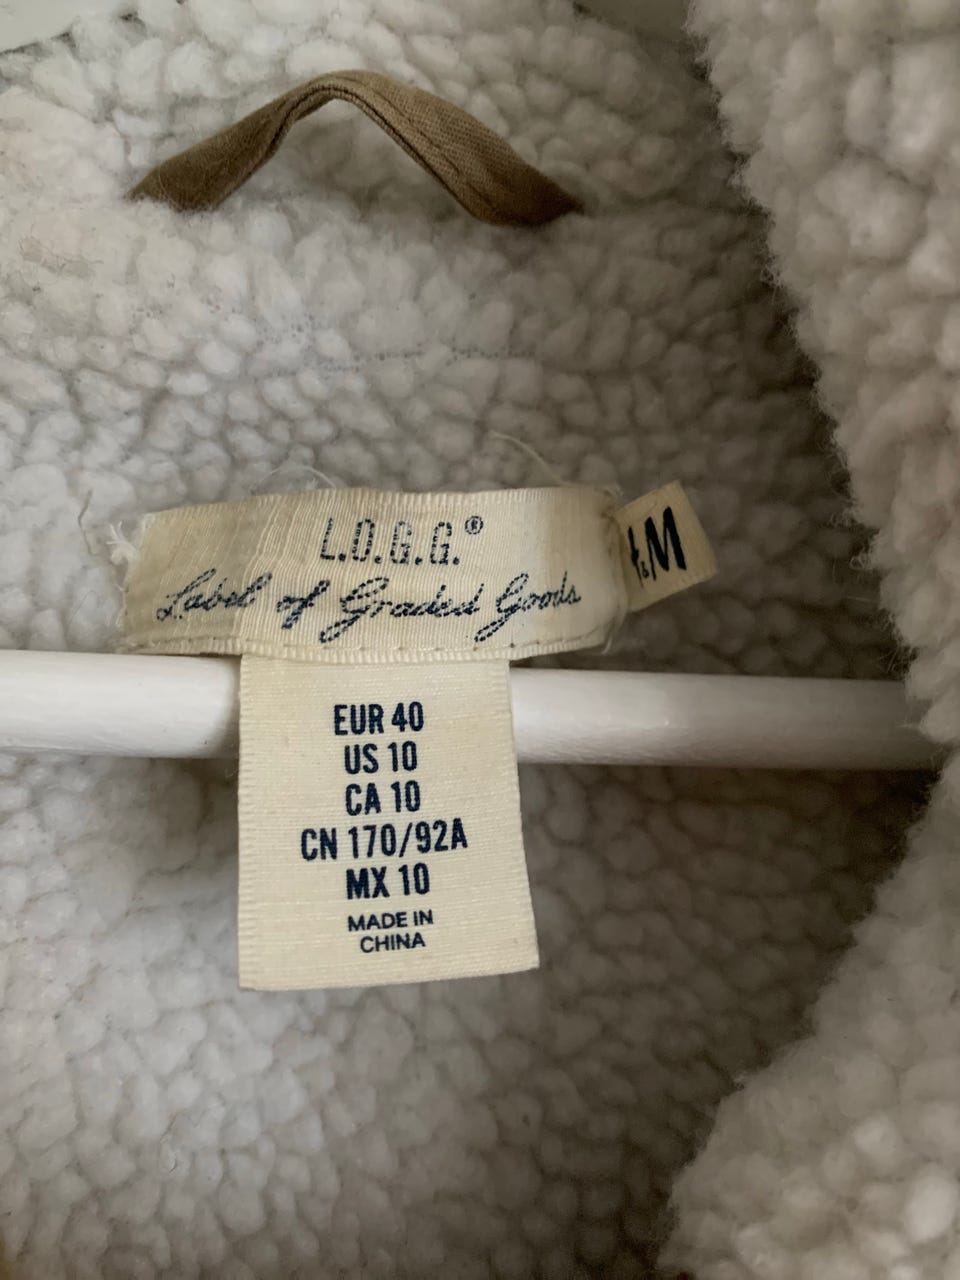 L.O.G.G.®
Label of Graded Goods
&M
EUR 40
US 10
CA 10
CN 170/92A
MX 10
MADE IN
CHINA